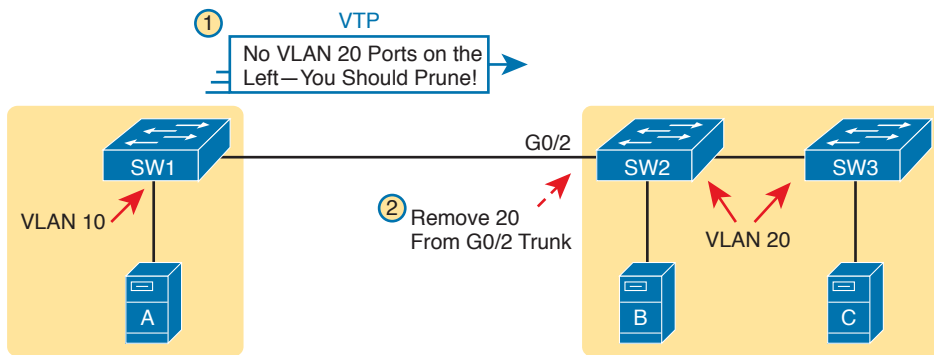 1
VTP
No VLAN 20 Ports on the
Left—You Should Prune!
G0/2
SW1
SW2
SW3
VLAN 10
2
Remove 20
From G0/2 Trunk
VLAN 20
A
B
C